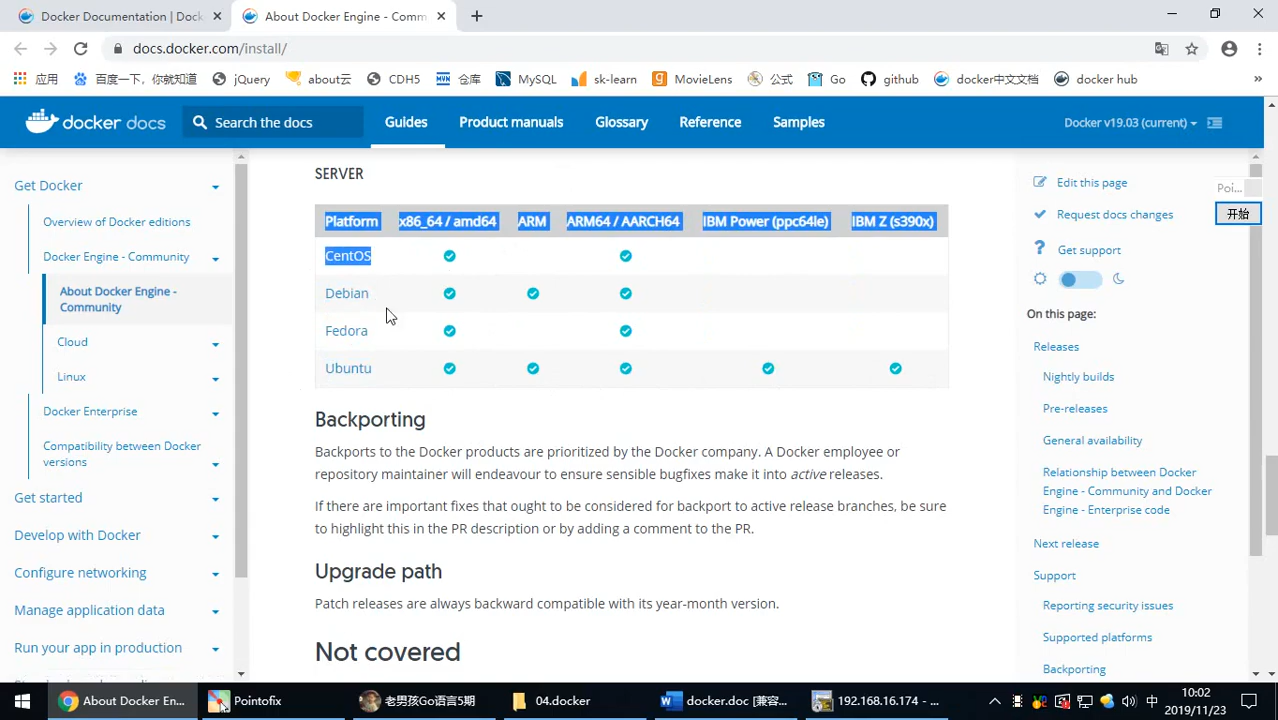 Docker Documentation | Dock
About Docker Engine - Comm
docs.docker.com/install/
应用
百度一下，你就知道
jQuery
about云
CDH5
仓库
MySQL
sk-learn
MovieLens
公式
Go
github
docker中文文档
docker hub
»
docker docs
Search the docs
Guides
Product manuals
Glossary
Reference
Samples
Docker v19.03 (current)
Get Docker
Overview of Docker editions
Docker Engine - Community
About Docker Engine -
Community
Cloud
Linux
Docker Enterprise
Compatibility between Docker
versions
Get started
Develop with Docker
Configure networking
Manage application data
Run your app in production
SERVER
Platform x86_64 / amd64 ARM ARM64 / AARCH64 IBM Power (ppc64le) IBM Z (s390x)
CentOS
Debian
Fedora
Ubuntu
Backporting
Backports to the Docker products are prioritized by the Docker company. A Docker employee or
repository maintainer will endeavour to ensure sensible bugfixes make it into active releases.
If there are important fixes that ought to be considered for backport to active release branches, be sure
to highlight this in the PR description or by adding a comment to the PR.
Upgrade path
Patch releases are always backward compatible with its year-month version.
Not covered
Edit this page
Request docs changes
Get support
On this page:
Releases
Nightly builds
Pre-releases
General availability
Relationship between Docker
Engine - Community and Docker
Engine - Enterprise code
Next release
Support
Reporting security issues
Supported platforms
Backporting
Poi...
开始
About Docker En...
Pointofix
老男孩Go语言5期
04.docker
docker.doc [兼容...
192.168.16.174 - ...
中
10:02
2019/11/23